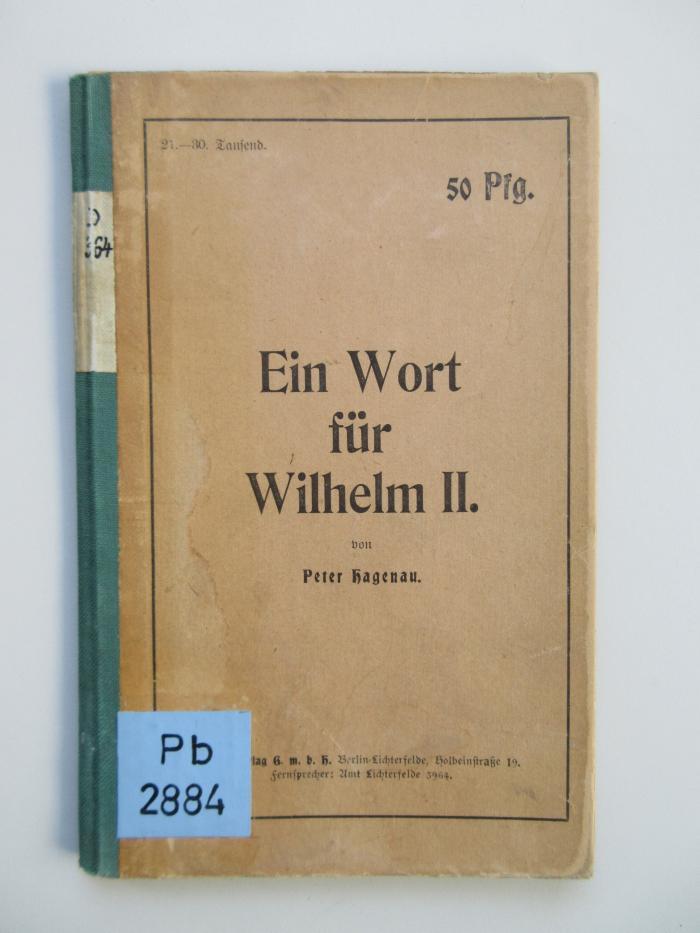 21.—30. Tausend.
50 Pfg.
Ein Wort
für
Wilhelm II.
von
Peter Hagenau.
G. m. b. H. Berlin-Lichterfelde, Holbeinstraße 19.
Fernsprecher: Amt Lichterfelde 3964.
Pb
2884
D
364